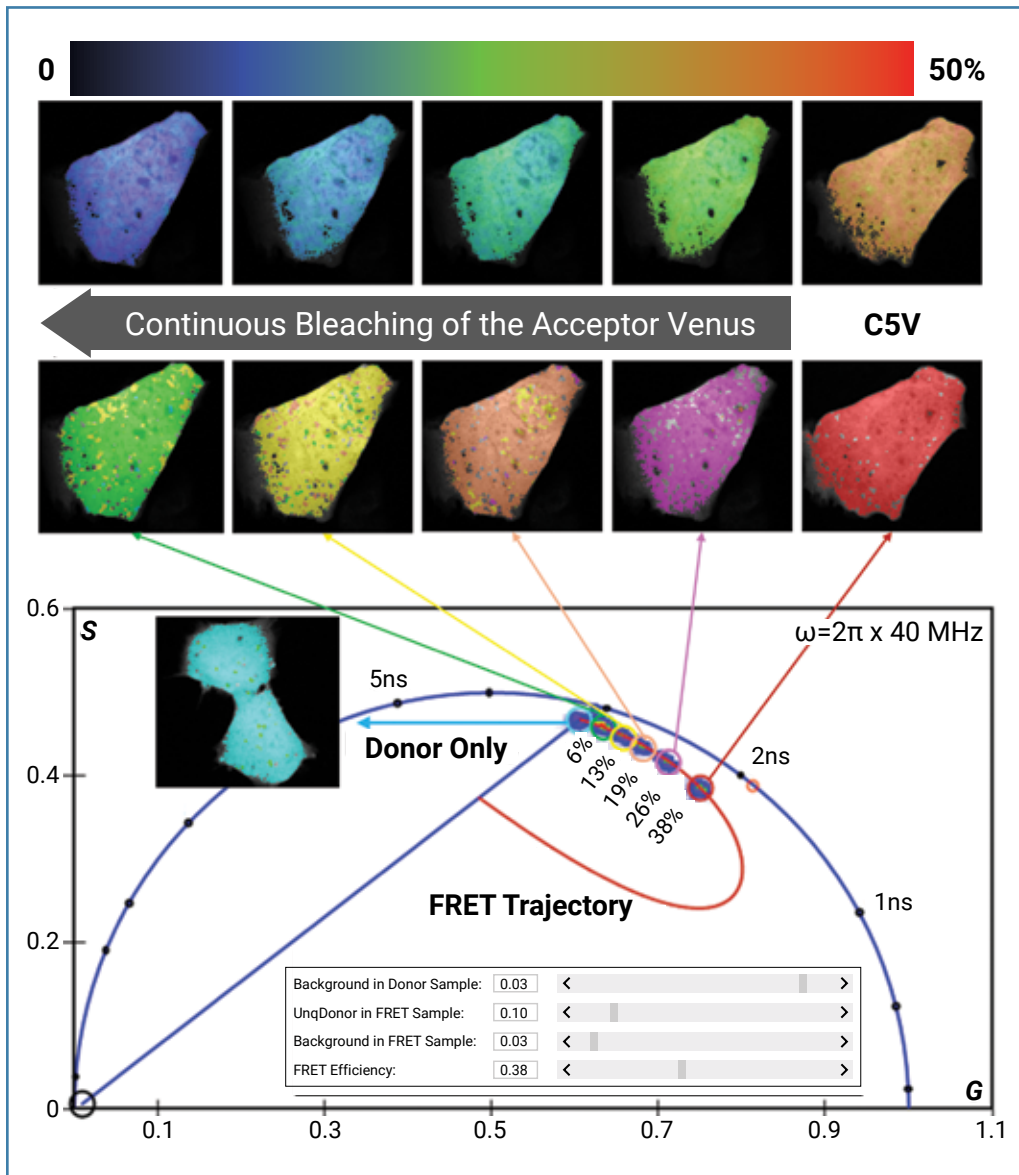 0
50%
Continuous Bleaching of the Acceptor Venus
C5V
0.6
S
ω=2π x 40 MHz
5ns
Donor Only
2ns
6%
13%
19%
26%
38%
0.4
FRET Trajectory
1ns
0.2
Background in Donor Sample: 0.03
UnqDonor in FRET Sample: 0.10
Background in FRET Sample: 0.03
FRET Efficiency: 0.38
G
0
0.1 0.3 0.5 0.7 0.9 1.1